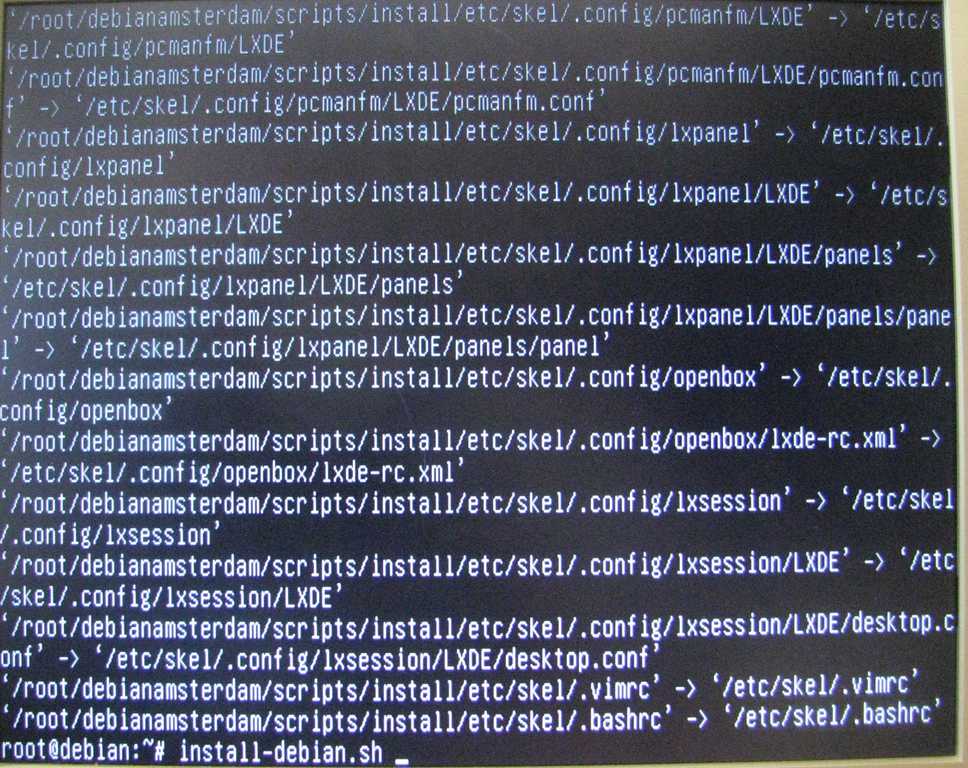 ‘/root/debianamsterdam/scripts/install/etc/skel/.config/pcmanfm/LXDE’ -> ‘/etc/s
kel/.config/pcmanfm/LXDE’
‘/root/debianamsterdam/scripts/install/etc/skel/.config/pcmanfm/LXDE/pcmanfm.con
f’ -> ‘/etc/skel/.config/pcmanfm/LXDE/pcmanfm.conf’
‘/root/debianamsterdam/scripts/install/etc/skel/.config/lxpanel’ -> ‘/etc/skel/.
config/lxpanel’
‘/root/debianamsterdam/scripts/install/etc/skel/.config/lxpanel/LXDE’ -> ‘/etc/s
kel/.config/lxpanel/LXDE’
‘/root/debianamsterdam/scripts/install/etc/skel/.config/lxpanel/LXDE/panels’ ->
‘/etc/skel/.config/lxpanel/LXDE/panels’
‘/root/debianamsterdam/scripts/install/etc/skel/.config/lxpanel/LXDE/panels/pane
l’ -> ‘/etc/skel/.config/lxpanel/LXDE/panels/panel’
‘/root/debianamsterdam/scripts/install/etc/skel/.config/openbox’ -> ‘/etc/skel/.
config/openbox’
‘/root/debianamsterdam/scripts/install/etc/skel/.config/openbox/lxde-rc.xml’ ->
‘/etc/skel/.config/openbox/lxde-rc.xml’
‘/root/debianamsterdam/scripts/install/etc/skel/.config/lxsession’ -> ‘/etc/skel
/.config/lxsession’
‘/root/debianamsterdam/scripts/install/etc/skel/.config/lxsession/LXDE’ -> ‘/etc
/skel/.config/lxsession/LXDE’
‘/root/debianamsterdam/scripts/install/etc/skel/.config/lxsession/LXDE/desktop.c
onf’ -> ‘/etc/skel/.config/lxsession/LXDE/desktop.conf’
‘/root/debianamsterdam/scripts/install/etc/skel/.vimrc’ -> ‘/etc/skel/.vimrc’
‘/root/debianamsterdam/scripts/install/etc/skel/.bashrc’ -> ‘/etc/skel/.bashrc’
root@debian:~# install-debian.sh _